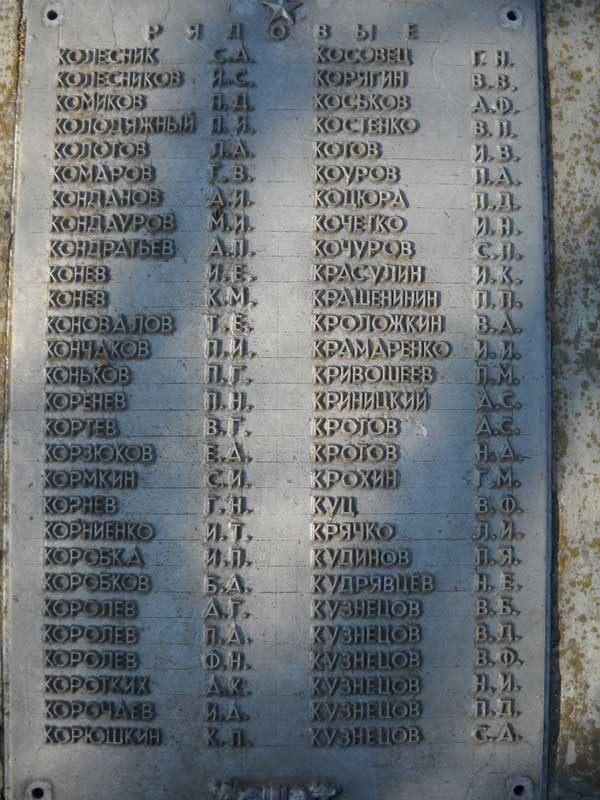 РЯДОВЫЕ
КОЛЕСНИК С.А.
КОЛЕСНИКОВ И.С.
КОМИКОВ П.Д.
КОЛОДЯЖНЫЙ П.Я.
КОЛОТОВ Л.А.
КОМАРОВ Г.В.
КОНДАНОВ А.И.
КОНДАУРОВ М.И.
КОНДРАТЬЕВ А.П.
КОНЕВ И.Е.
КОНЕВ К.М.
КОНОВАЛОВ Т.Е.
КОНЧАКОВ П.И.
КОНЬКОВ П.Г.
КОРЕНЕВ П.Н.
КОРТЕВ В.Г.
КОРЗЮКОВ Е.А.
КОРМКИН С.И.
КОРНЕВ Г.Н.
КОРНИЕНКО И.Т.
КОРОБКА И.П.
КОРОБКОВ Б.А.
КОРОЛЕВ А.Г.
КОРОЛЕВ П.А.
КОРОЛЕВ Ф.Н.
КОРОТКИХ А.К.
КОРОЧАЕВ И.А.
КОРЮШКИН К.П.
КОСОВЕЦ Г.Н.
КОРЯГИН В.В.
КОСЬКОВ А.Ф.
КОСТЕНКО В.П.
КОТОВ И.В.
КОУРОВ П.А.
КОЦЮРА П.Д.
КОЧЕТКО И.Н.
КОЧУРОВ С.П.
КРАСУЛИН И.К.
КРАШЕНИНИН П.П.
КРОЛОЖКИН В.А.
КРАМАРЕНКО И.И.
КРИВОШЕЕВ П.М.
КРИНИЦКИЙ А.С.
КРОТОВ А.С.
КРОТОВ Н.А.
КРОХИН Г.М.
КУЦ В.Ф.
КРЯЧКО Л.И.
КУДИНОВ П.Я.
КУДРЯВЦЕВ Н.Е.
КУЗНЕЦОВ В.Б.
КУЗНЕЦОВ В.Д.
КУЗНЕЦОВ В.Ф.
КУЗНЕЦОВ Н.И.
КУЗНЕЦОВ П.Д.
КУЗНЕЦОВ С.А.